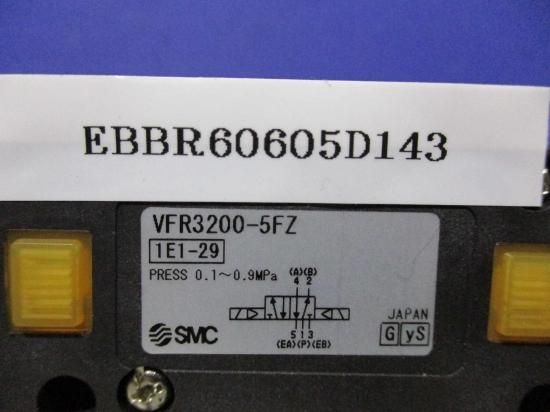 EBBR60605D143
VFR3200-5FZ
1E1-29
PRESS 0.1~0.9MPa
(A)(B)
4 2
5 1 3
(EA)(P)(EB)
SMC
JAPAN
G yS